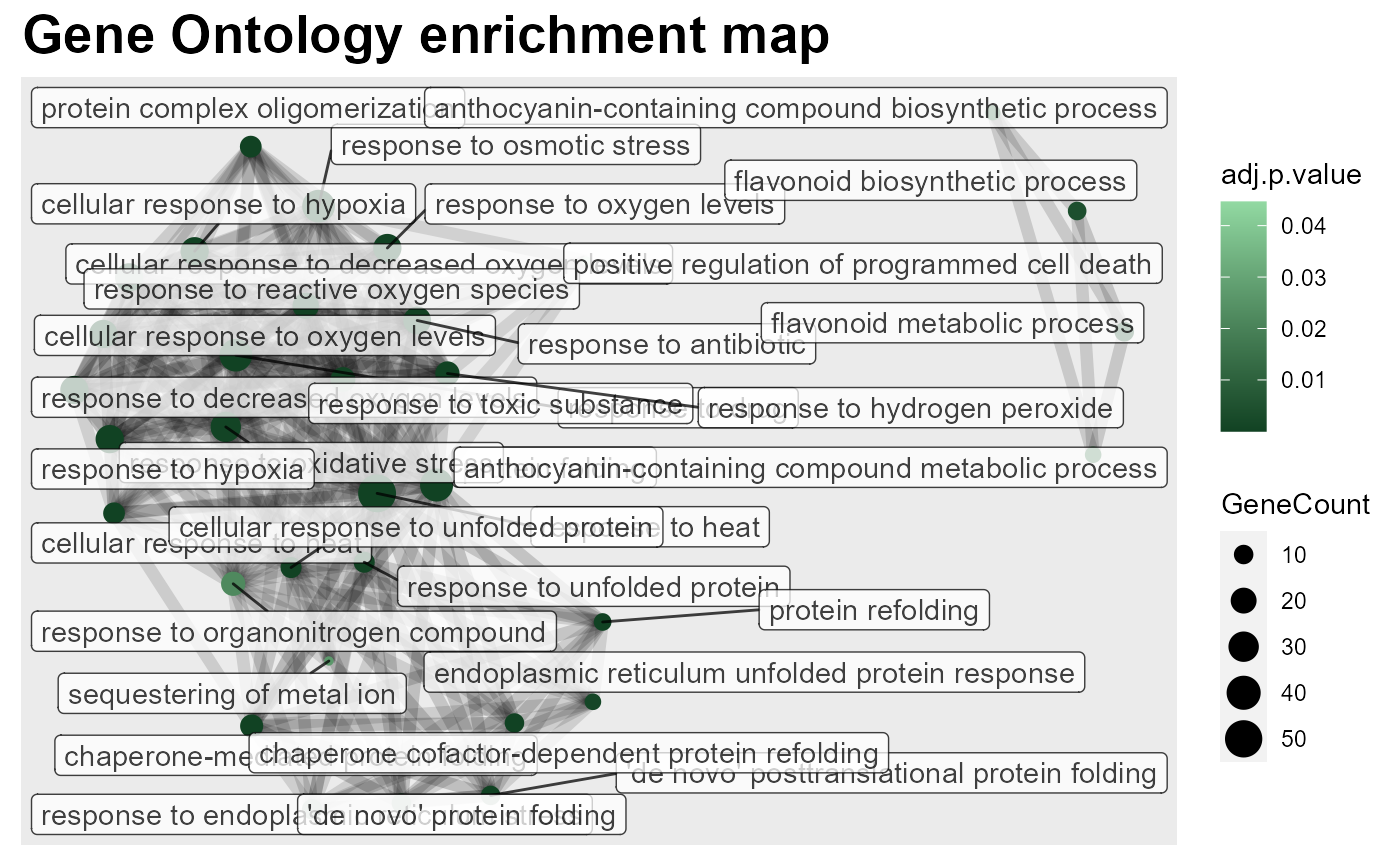 Gene Ontology enrichment map
protein complex oligomerization
anthocyanin-containing compound biosynthetic process
response to osmotic stress
flavonoid biosynthetic process
cellular response to hypoxia
response to oxygen levels
cellular response to decreased oxygen levels
positive regulation of programmed cell death
response to reactive oxygen species
flavonoid metabolic process
cellular response to oxygen levels
response to antibiotic
response to decreased oxygen levels
response to toxic substance
response to drug
response to hydrogen peroxide
response to hypoxia
response to oxidative stress
protein folding
anthocyanin-containing compound metabolic process
cellular response to unfolded protein
response to heat
cellular response to heat
response to unfolded protein
protein refolding
response to organonitrogen compound
endoplasmic reticulum unfolded protein response
sequestering of metal ion
chaperone-mediated protein folding
chaperone cofactor-dependent protein refolding
'de novo' posttranslational protein folding
response to endoplasmic reticulum stress
'de novo' protein folding
adj.p.value
0.04
0.03
0.02
0.01
GeneCount
10
20
30
40
50